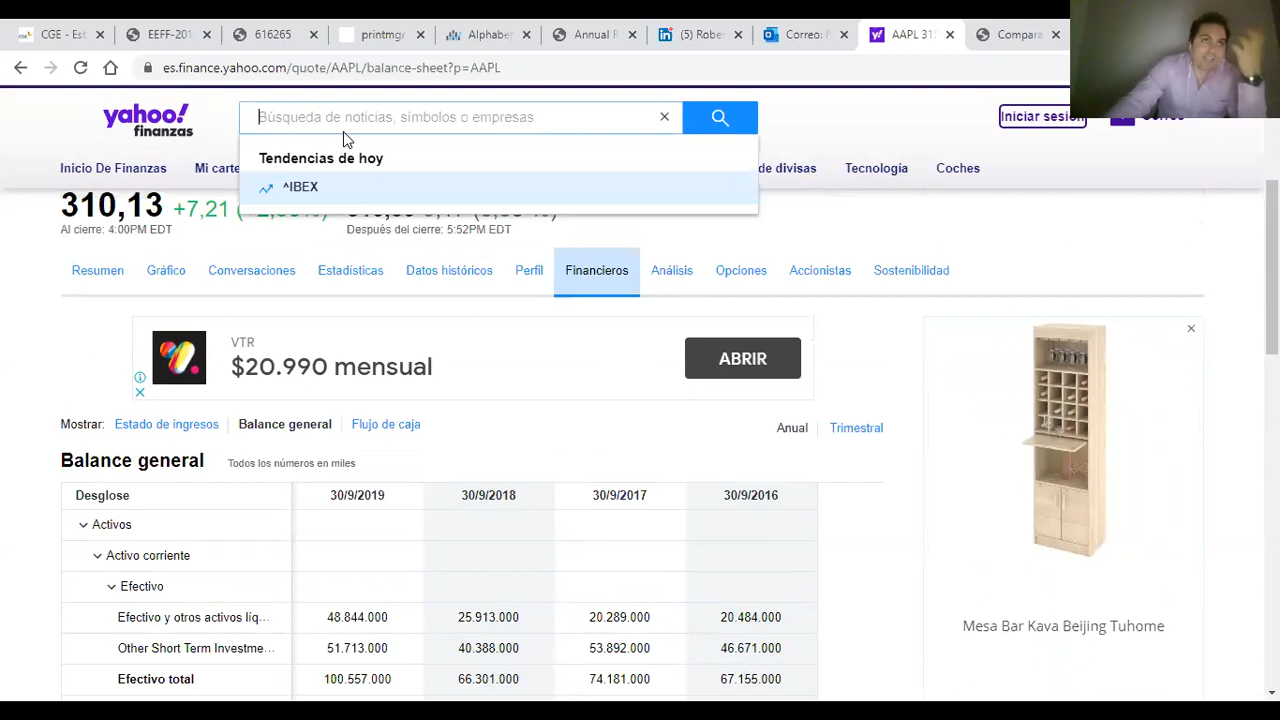 CGE - Est
EEFF-201
616265
printmg
Alphabe
Annual R
(5) Rober
Correo: N
AAPL 31
Compara
es.finance.yahoo.com/quote/AAPL/balance-sheet?p=AAPL
yahoo!
finanzas
Búsqueda de noticias, símbolos o empresas
Iniciar sesión
Correo
Tendencias de hoy
^IBEX
Inicio De Finanzas
Mi carte
de divisas
Tecnología
Coches
310,13 +7,21
Al cierre: 4:00PM EDT
Después del cierre: 5:52PM EDT
Resumen
Gráfico
Conversaciones
Estadísticas
Datos históricos
Perfil
Financieros
Análisis
Opciones
Accionistas
Sostenibilidad
VTR
$20.990 mensual
ABRIR
Mostrar: Estado de ingresos
Balance general
Flujo de caja
Anual
Trimestral
Balance general Todos los números en miles
Desglose 30/9/2019 30/9/2018 30/9/2017 30/9/2016
Activos
Activo corriente
Efectivo
Efectivo y otros activos líq... 48.844.000 25.913.000 20.289.000 20.484.000
Other Short Term Investme... 51.713.000 40.388.000 53.892.000 46.671.000
Efectivo total 100.557.000 66.301.000 74.181.000 67.155.000
Mesa Bar Kava Beijing Tuhome